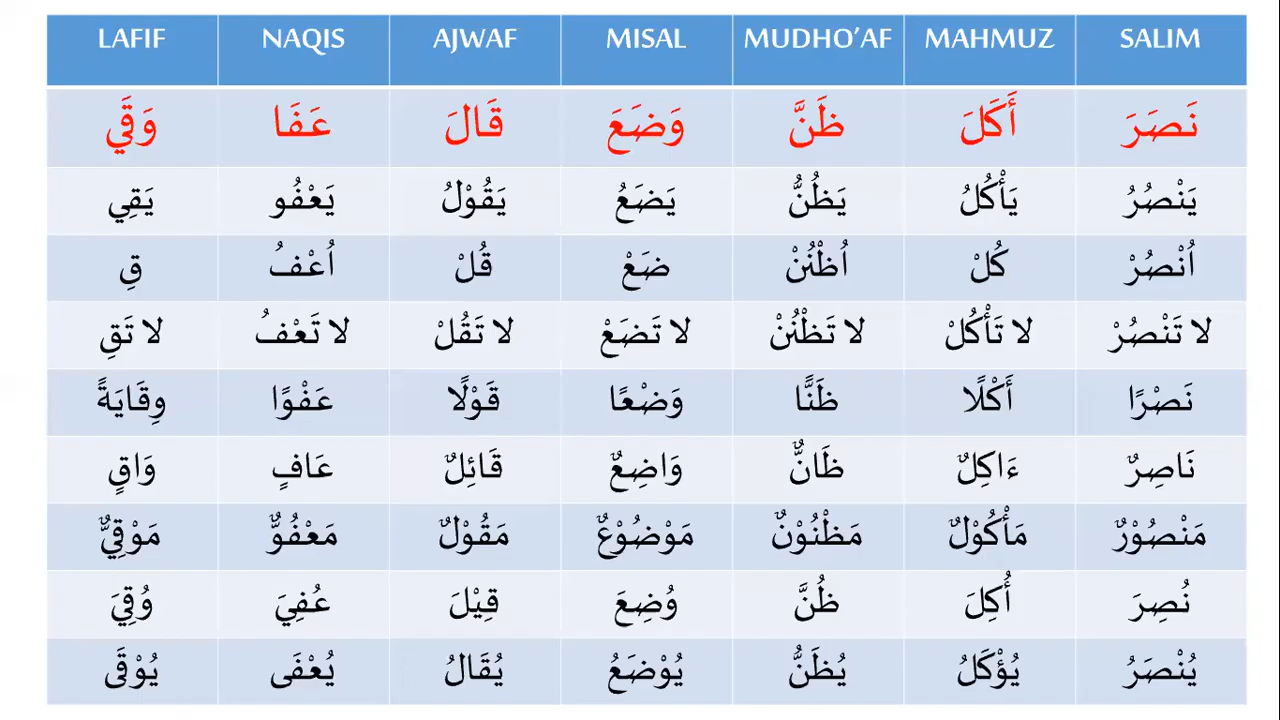 LAFIF NAQIS AJWAF MISAL MUDHO’AF MAHMUZ SALIM
نَصَرَ أَكَلَ ظَنَّ وَضَعَ قَالَ عَفَا وَقَي
يَنْصُرُ يَأْكُلُ يَظُنُّ يَضَعُ يَقُوْلُ يَعْفُو يَقِي
اُنْصُرْ كُلْ اُظْنُنْ ضَعْ قُلْ اُعْفُ قِ
لا تَنْصُرْ لا تَأْكُلْ لا تَظْنُنْ لا تَضَعْ لا تَقُلْ لا تَعْفُ لا تَقِ
نَصْرًا أَكْلًا ظَنًّا وَضْعًا قَوْلًا عَفْوًا وِقَايَةً
نَاصِرٌ ءَاكِلٌ ظَانٌّ وَاضِعٌ قَائِلٌ عَافٍ وَاقٍ
مَنْصُوْرٌ مَأْكُوْلٌ مَظْنُوْنٌ مَوْضُوْعٌ مَقُوْلٌ مَعْفُوٌّ مَوْقِيٌّ
نُصِرَ أُكِلَ ظُنَّ وُضِعَ قِيْلَ عُفِيَ وُقِيَ
يُنْصَرُ يُؤْكَلُ يُظَنُّ يُوْضَعُ يُقَالُ يُعْفَى يُوْقَى